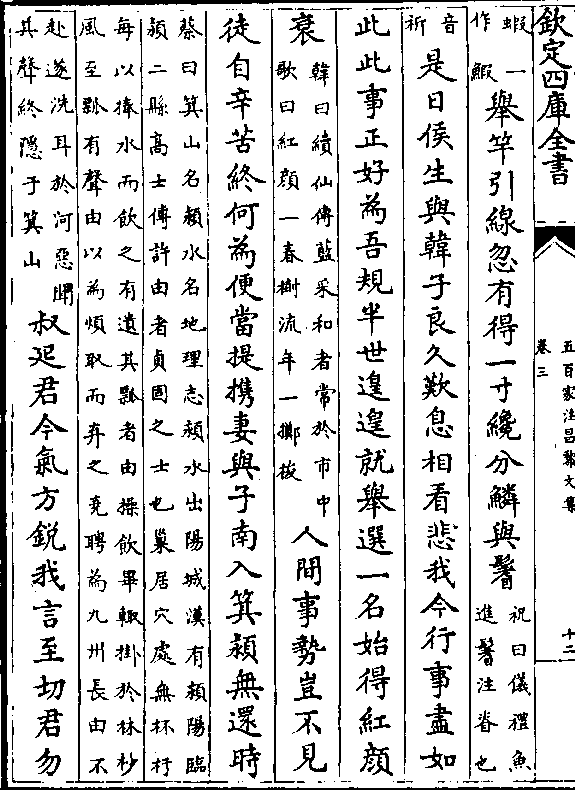 欽定四庫全書
五百家注昌黎文集
卷三
十二
蝦一作鰕舉竿引線忽有得一寸纔分鱗與鬐祝曰儀禮魚進鬐注脊也
音祈是日侯生與韓子良久歎息相看悲我今行事盡如
此此事正好為吾規半世遑遑就舉選一名始得紅顔
衰韓曰續仙傳藍采和者常於市中歌曰紅顔一春樹流年一擲梭人間事勢豈不見
徒自辛苦終何為便當提攜妻與子南入箕潁無還時
蔡曰箕山名潁水名地理志潁水出陽城漢有潁陽臨
潁二縣高士傳許由者貞固之士也巢居穴處無杯杅
每以捧水而飲之有遺其瓢者由操飲畢輙掛於林杪
風至瓢有聲由以為煩取而弃之堯聘為九州長由不
赴遂洗耳於河惡聞其聲終隱于箕山叔迟君今氣方銳我言至切君勿